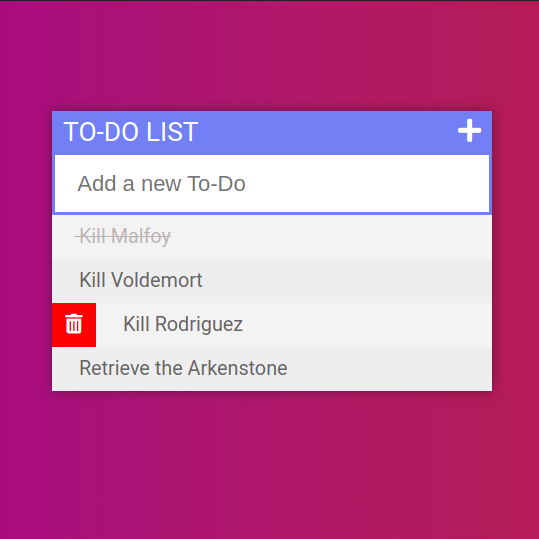 TO-DO LIST
Add a new To-Do
Kill Malfoy
Kill Voldemort
Kill Rodriguez
Retrieve the Arkenstone